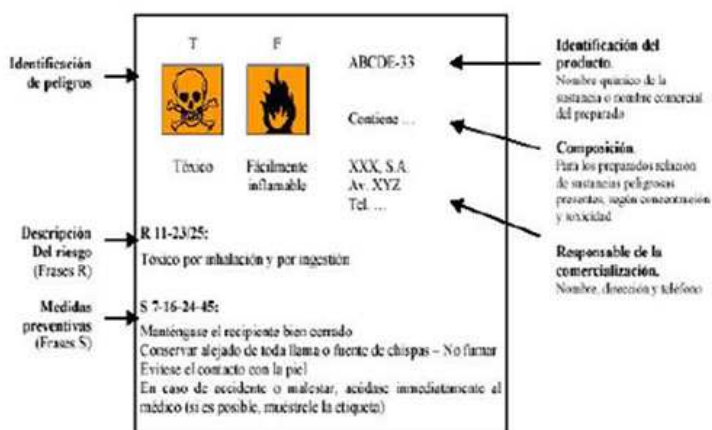 Identificación
de peligros
T
F
Tóxico
Fácilmente
inflamable
ABCDE-33
Contiene ...
XXX, S.A.
Av. XYZ
Tel. ...
Identificación del
producto.
Nombre químico de la
sustancia o nombre comercial
del preparado
Composición.
Para los preparados relación
de sustancias peligrosas
presentes, según concentración
y toxicidad
Responsable de la
comercialización.
Nombre, dirección y teléfono
Descripción
Del riesgo
(Frases R)
R 11-23/25:
Tóxico por inhalación y por ingestión
Medidas
preventivas
(Frases S)
S 7-16-24-45:
Manténgase el recipiente bien cerrado
Conservar alejado de toda llama o fuente de chispas – No fumar
Evítese el contacto con la piel
En caso de accidente o malestar, acúdase inmediatamente al
médico (si es posible, muéstrele la etiqueta)